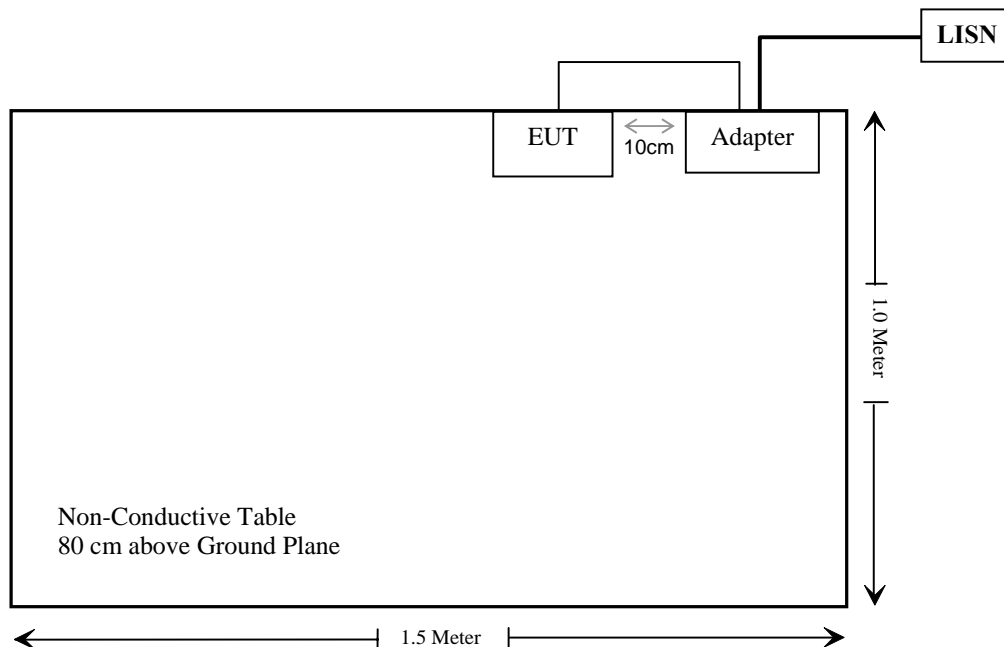 LISN
EUT
10cm
Adapter
1.0 Meter
Non-Conductive Table
80 cm above Ground Plane
1.5 Meter